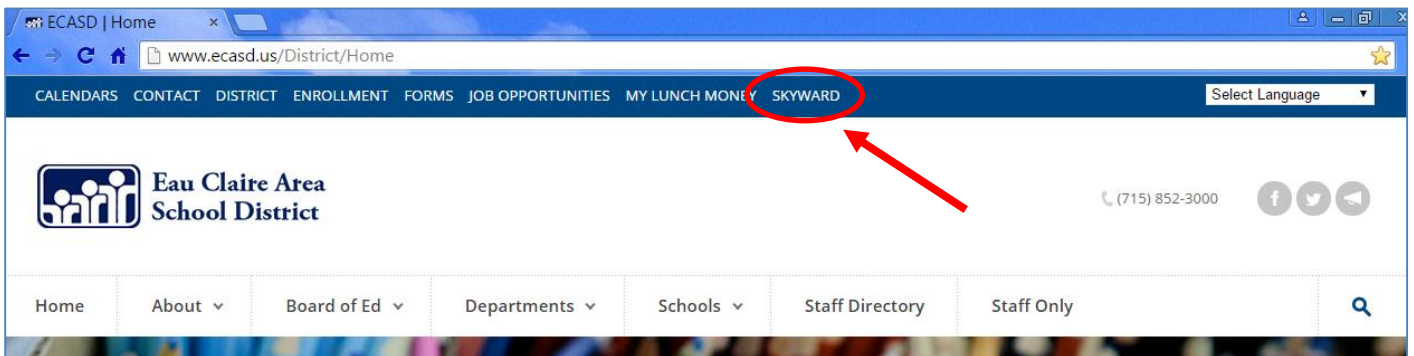 ECASD | Home
www.ecasd.us/District/Home
CALENDARS CONTACT DISTRICT ENROLLMENT FORMS JOB OPPORTUNITIES MY LUNCH MONEY SKYWARD Select Language
Eau Claire Area
School District
(715) 852-3000
Home About Board of Ed Departments Schools Staff Directory Staff Only